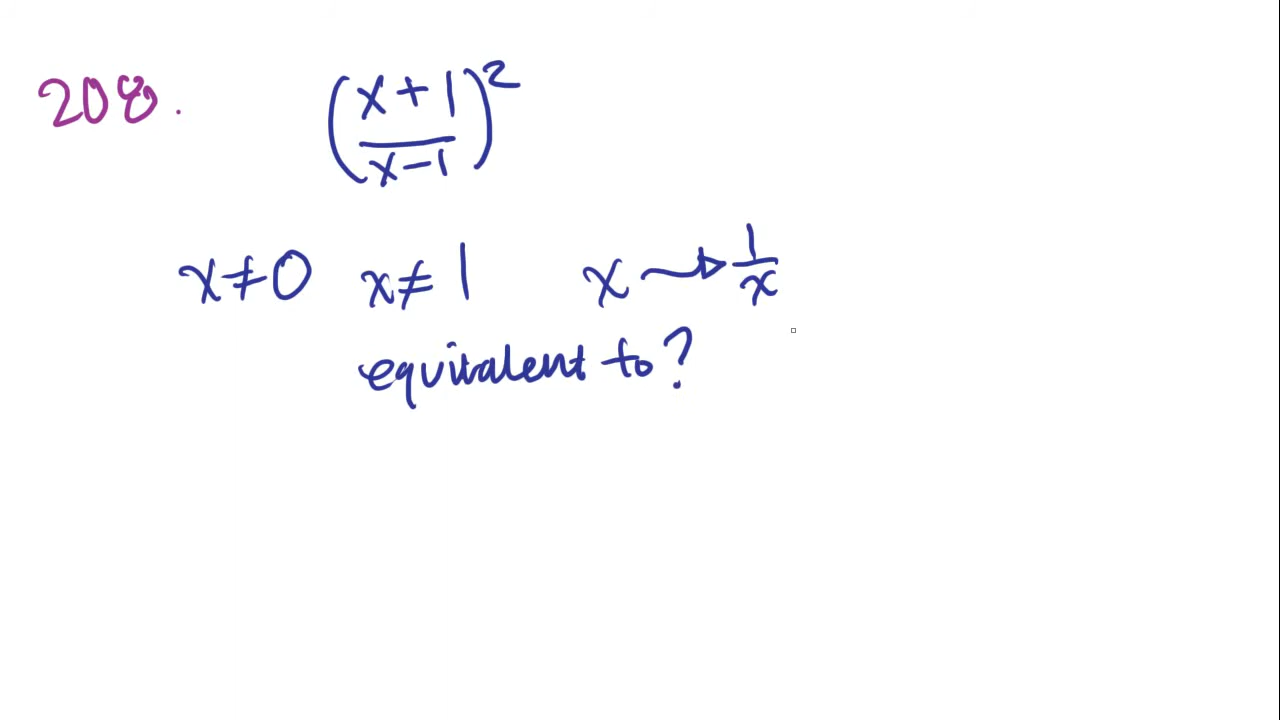 208. ((x+1)/(x-1))²
x≠0 x≠1 x → 1/x
equivalent to?